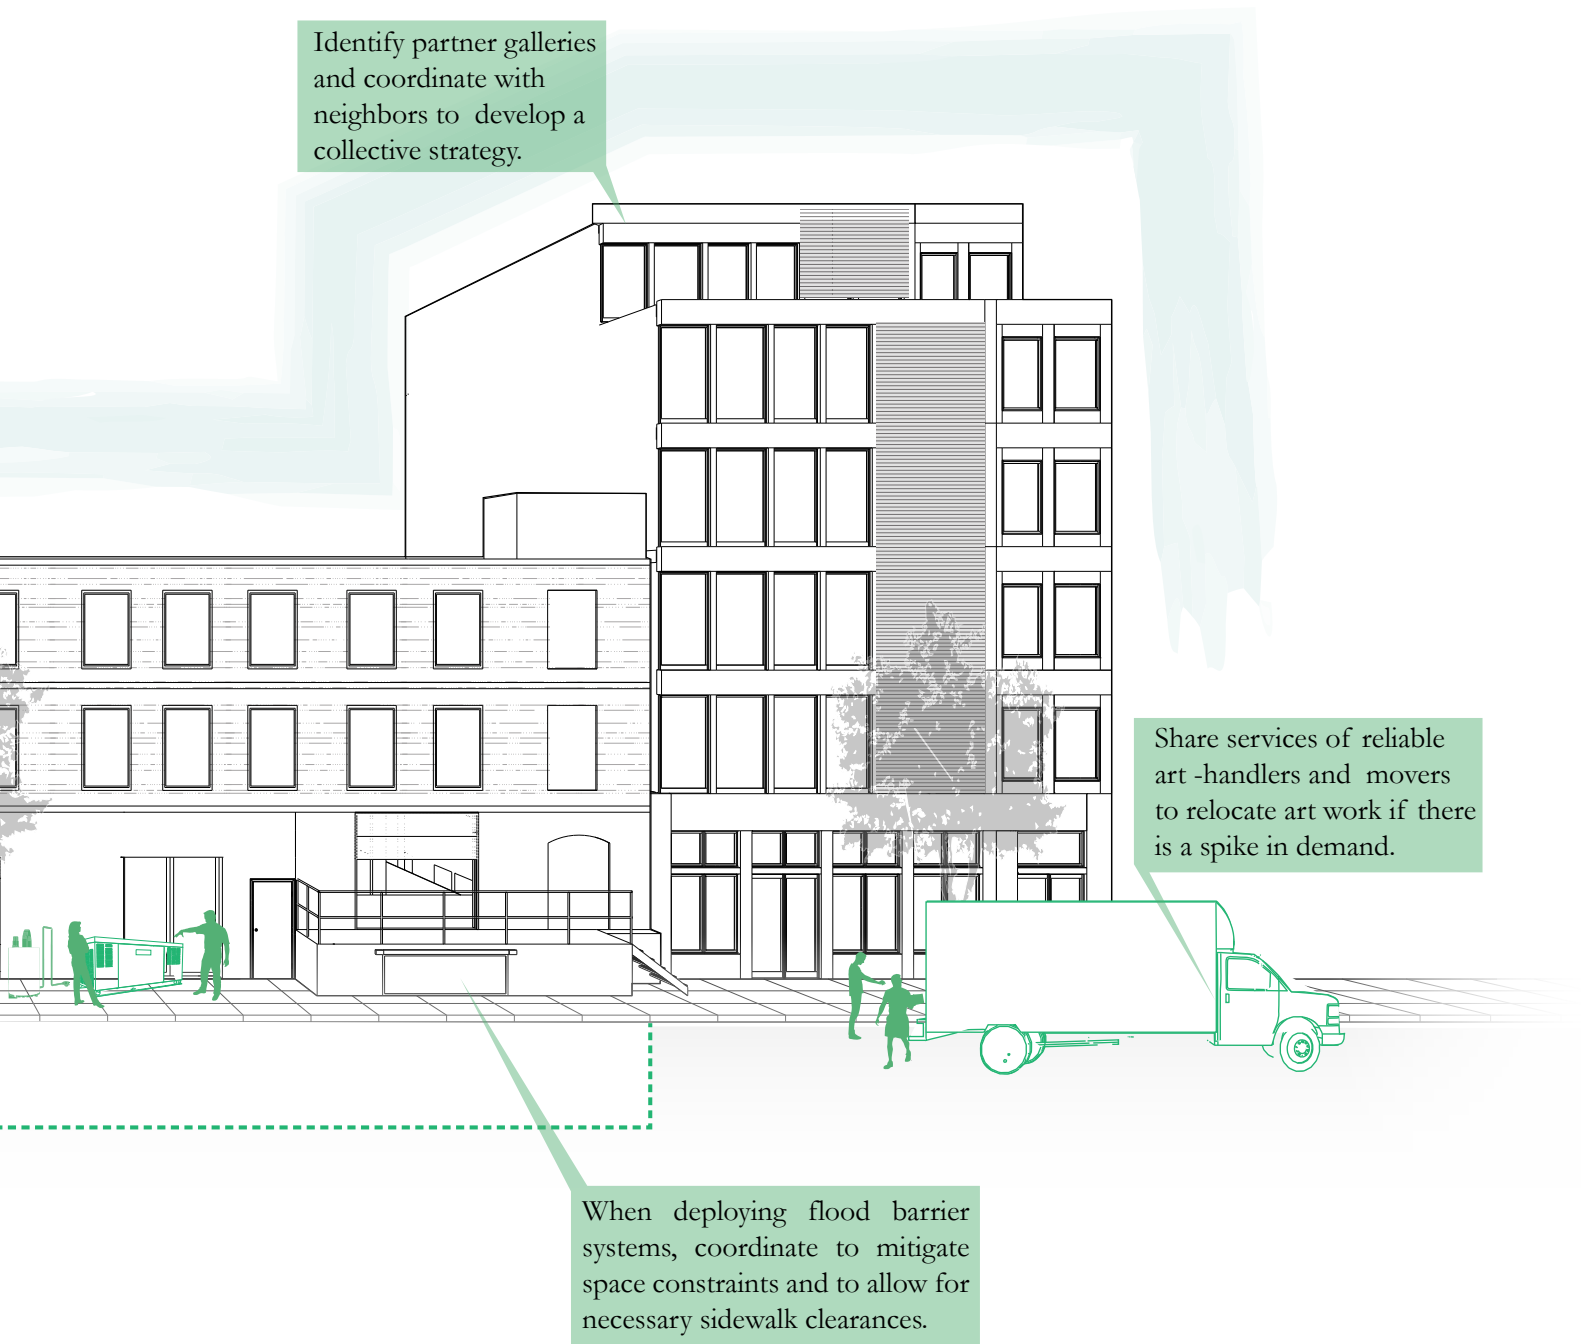 Identify partner galleries
and coordinate with
neighbors to develop a
collective strategy.
Share services of reliable
art -handlers and movers
to relocate art work if there
is a spike in demand.
When deploying flood barrier
systems, coordinate to mitigate
space constraints and to allow for
necessary sidewalk clearances.